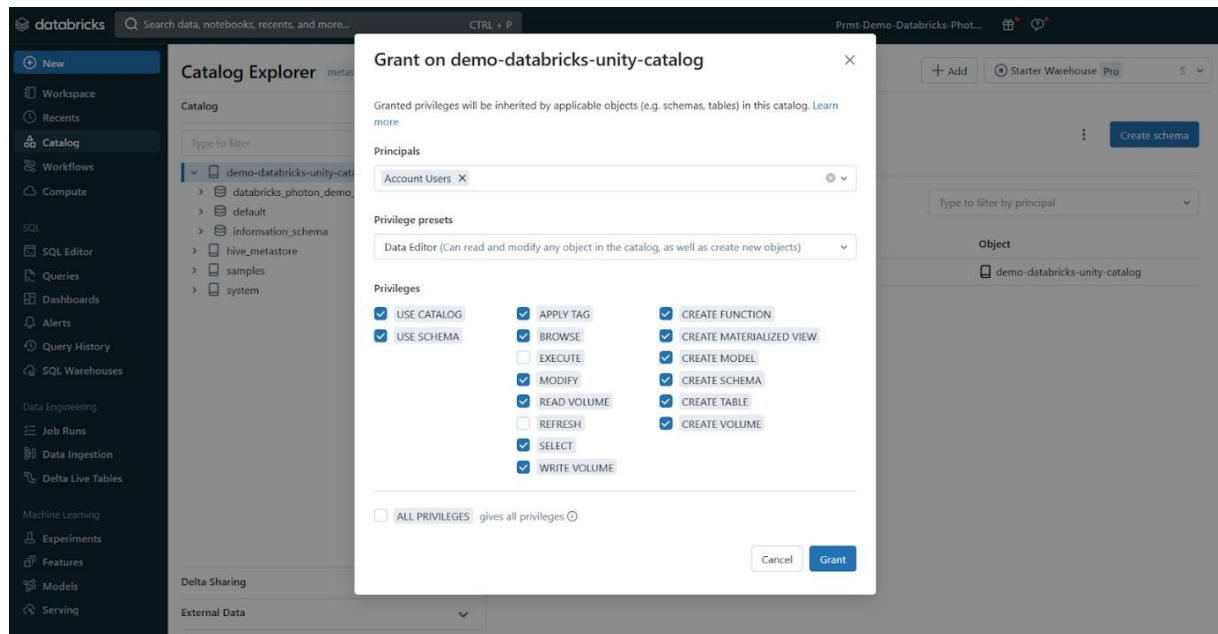 databricks
Search data, notebooks, recents, and more...
CTRL + P
Prmt-Demo-Databricks-Phot...
New
Workspace
Recents
Catalog
Workflows
Compute
SQL
SQL Editor
Queries
Dashboards
Alerts
Query History
SQL Warehouses
Data Engineering
Job Runs
Data Ingestion
Delta Live Tables
Machine Learning
Experiments
Features
Models
Serving
Catalog Explorer metas
Catalog
Type to filter
demo-databricks-unity-cata
databricks_photon_demo_
default
information_schema
hive_metastore
samples
system
Delta Sharing
External Data
Grant on demo-databricks-unity-catalog
Granted privileges will be inherited by applicable objects (e.g. schemas, tables) in this catalog. Learn
more
Principals
Account Users
Privilege presets
Data Editor (Can read and modify any object in the catalog, as well as create new objects)
Privileges
USE CATALOG APPLY TAG CREATE FUNCTION
USE SCHEMA BROWSE CREATE MATERIALIZED VIEW
EXECUTE CREATE MODEL
MODIFY CREATE SCHEMA
READ VOLUME CREATE TABLE
REFRESH CREATE VOLUME
SELECT
WRITE VOLUME
ALL PRIVILEGES gives all privileges
Cancel Grant
+ Add Starter Warehouse Pro S
Create schema
Type to filter by principal
Object
demo-databricks-unity-catalog